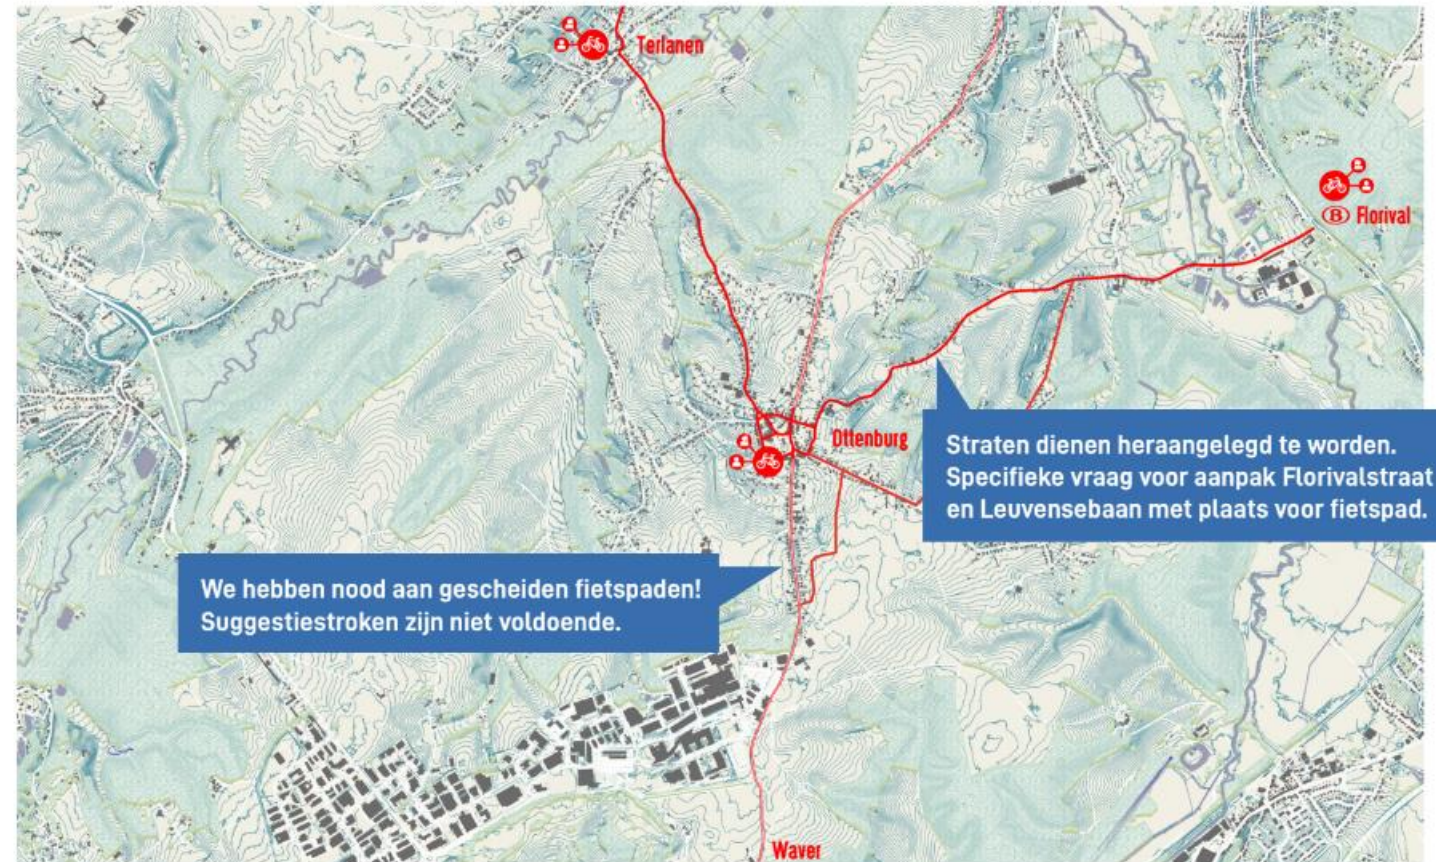 Terlanen
B Florival
Ottenburg
Straten dienen heraangelegd te worden.
Specifieke vraag voor aanpak Florivalstraat
en Leuvensebaan met plaats voor fietspad.
We hebben nood aan gescheiden fietspaden!
Suggestiestroken zijn niet voldoende.
Waver